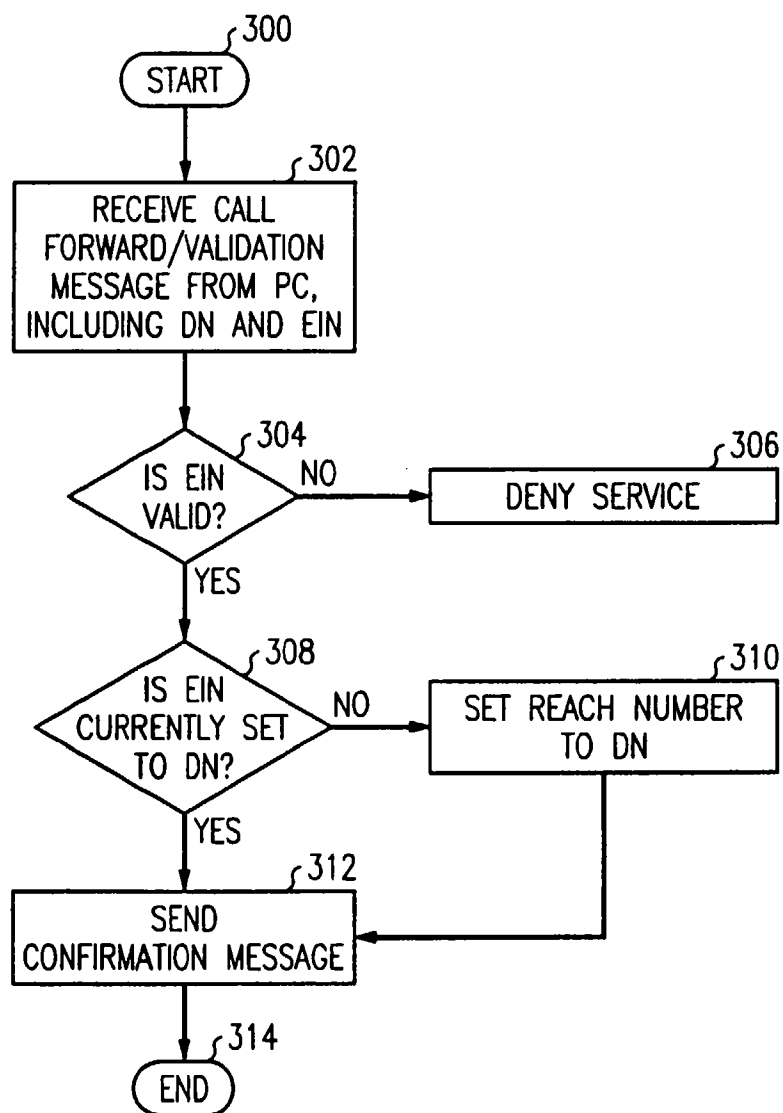 300
START
302
RECEIVE CALL
FORWARD/VALIDATION
MESSAGE FROM PC,
INCLUDING DN AND EIN
304
IS EIN
VALID?
NO
306
DENY SERVICE
YES
308
IS EIN
CURRENTLY SET
TO DN?
NO
310
SET REACH NUMBER
TO DN
YES
312
SEND
CONFIRMATION MESSAGE
314
END